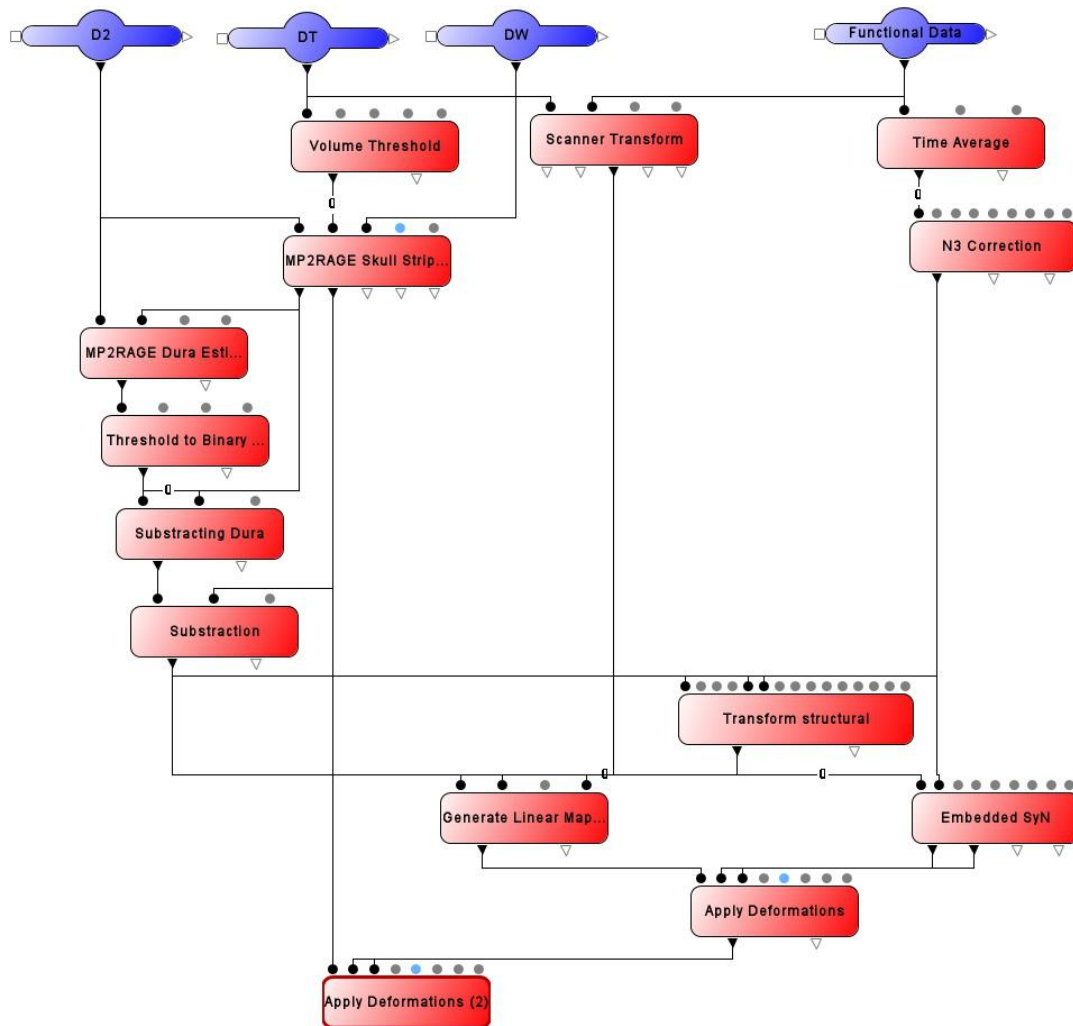 D2
DT
DW
Functional Data
Volume Threshold
Scanner Transform
Time Average
MP2RAGE Skull Strip...
N3 Correction
MP2RAGE Dura Esti...
Threshold to Binary ...
Substracting Dura
Substraction
Transform structural
Generate Linear Map...
Embedded SyN
Apply Deformations
Apply Deformations (2)